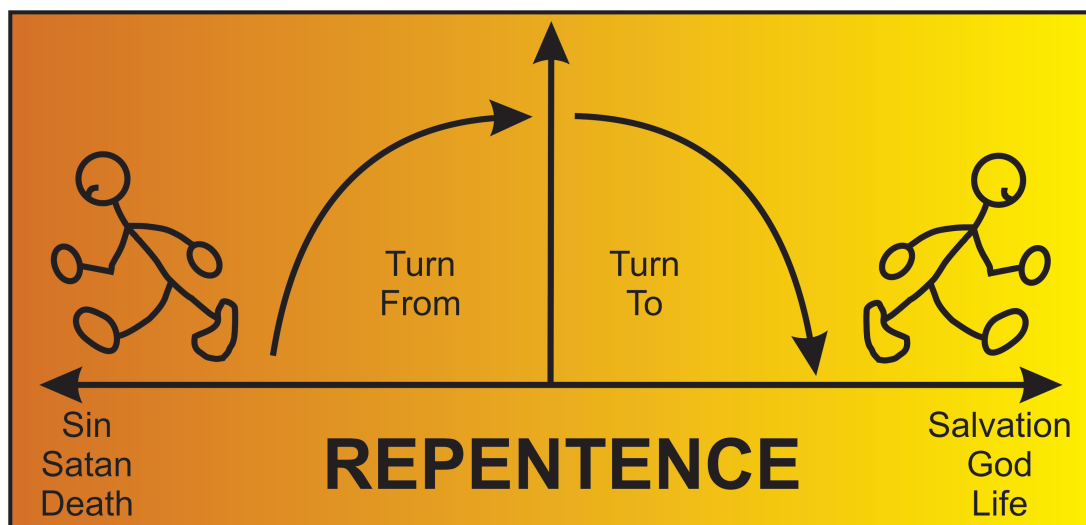 Turn
From
Turn
To
Sin
Satan
Death
REPENTENCE
Salvation
God
Life